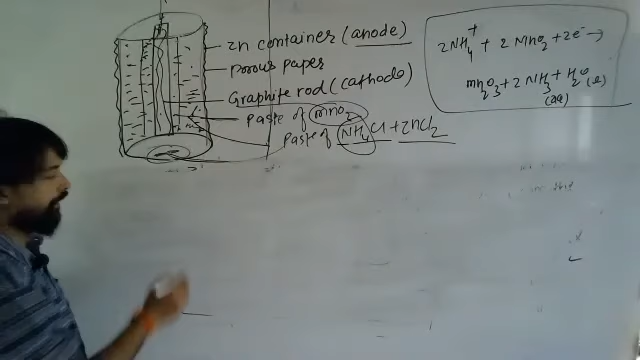 Zn container (anode)
porous paper
Graphite rod (cathode)
paste of MnO2
paste of NH4Cl + ZnCl2
2NH4+ + 2MnO2 + 2e- →
Mn2O3 + 2NH3 + H2O(l)
(aq)